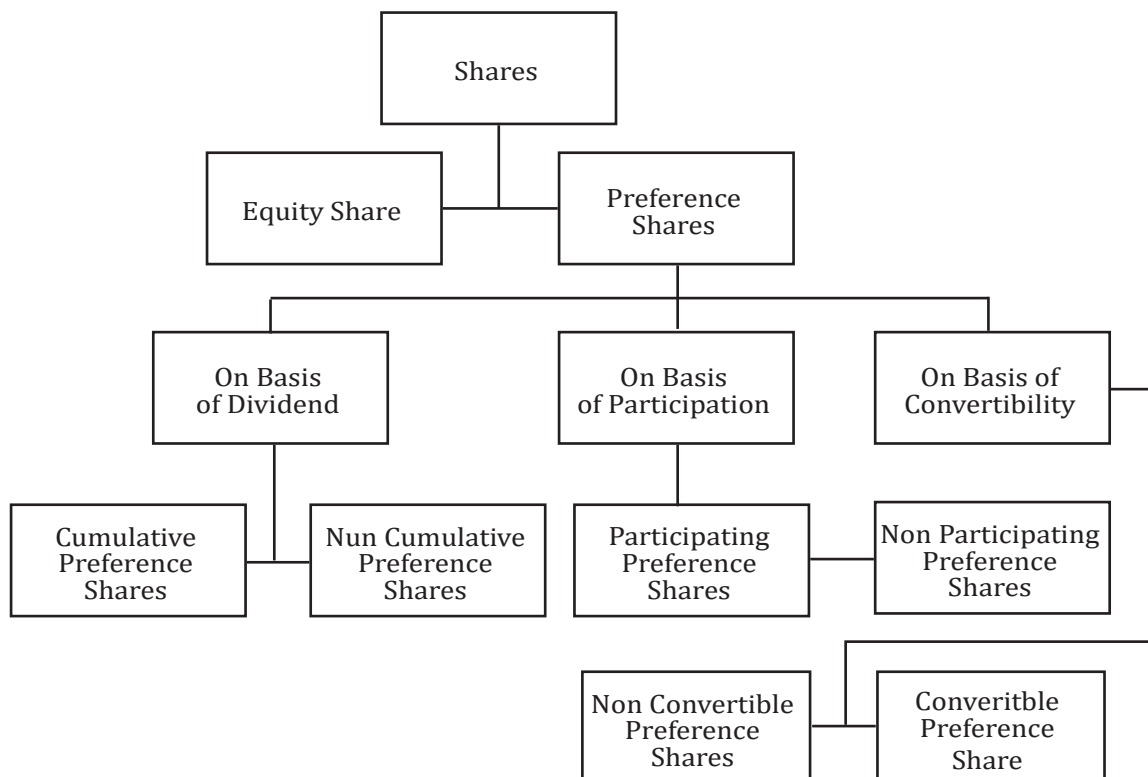 Shares
Equity Share
Preference
Shares
On Basis
of Dividend
On Basis
of Participation
On Basis of
Convertibility
Cumulative
Preference
Shares
Nun Cumulative
Preference
Shares
Participating
Preference
Shares
Non Participating
Preference
Shares
Non Convertible
Preference
Shares
Converitble
Preference
Share